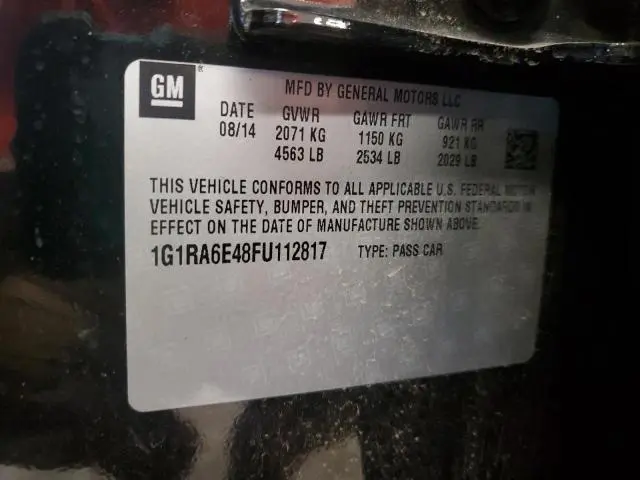 GM ®
MFD BY GENERAL MOTORS LLC
DATE GVWR GAWR FRT GAWR RR
08/14 2071 KG 1150 KG 921 KG
4563 LB 2534 LB 2029 LB
THIS VEHICLE CONFORMS TO ALL APPLICABLE U.S. FEDERAL MOTOR
VEHICLE SAFETY, BUMPER, AND THEFT PREVENTION STANDARDS IN
EFFECT ON THE DATE OF MANUFACTURE SHOWN ABOVE.
1G1RA6E48FU112817 TYPE: PASS CAR